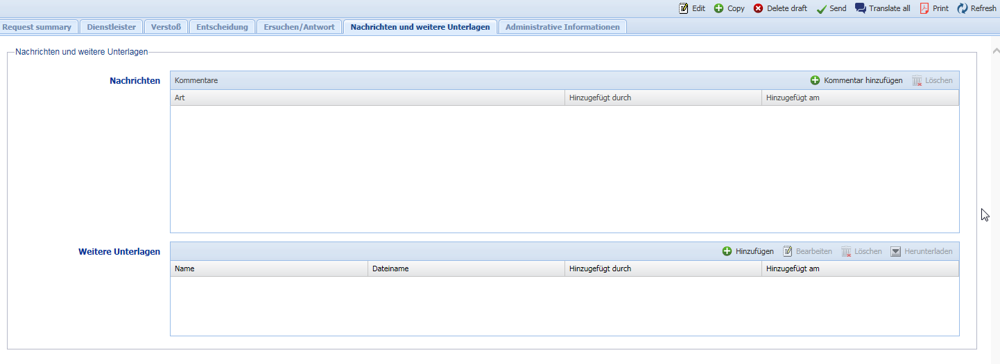 Edit Copy Delete draft Send Translate all Print Refresh
Request summary Dienstleister Verstoß Entscheidung Ersuchen/Antwort Nachrichten und weitere Unterlagen Administrative Informationen
Nachrichten und weitere Unterlagen
Nachrichten Kommentare Kommentar hinzufügen Löschen
Art Hinzugefügt durch Hinzugefügt am
Weitere Unterlagen Hinzufügen Bearbeiten Löschen Herunterladen
Name Dateiname Hinzugefügt durch Hinzugefügt am